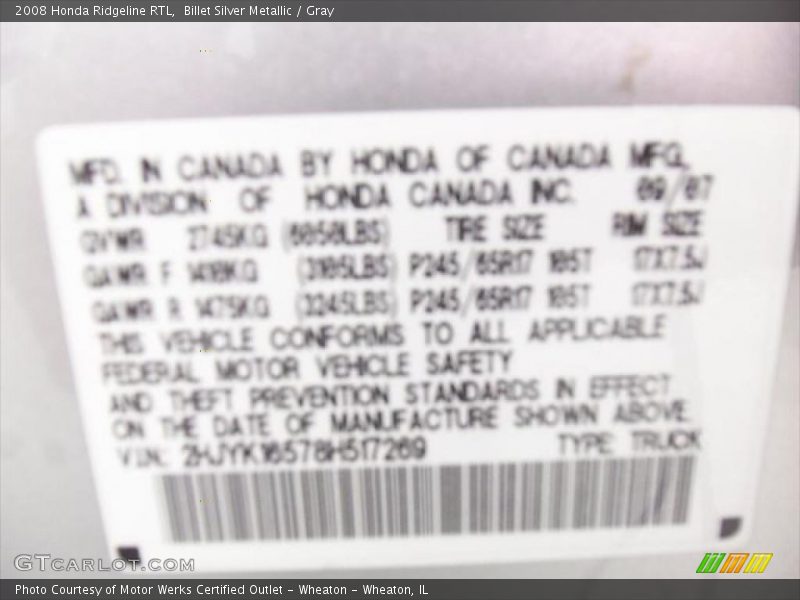 2008 Honda Ridgeline RTL,  Billet Silver Metallic / Gray
MFD. IN CANADA BY HONDA OF CANADA MFG.,
A DIVISION OF HONDA CANADA INC. 09/07
GVWR 2745KG (6050LBS) TIRE SIZE RIM SIZE
GAWR F 1410KG (3105LBS) P245/65R17 105T 17X7.5J
GAWR R 1475KG (3245LBS) P245/65R17 105T 17X7.5J
THIS VEHICLE CONFORMS TO ALL APPLICABLE
FEDERAL MOTOR VEHICLE SAFETY
AND THEFT PREVENTION STANDARDS IN EFFECT
ON THE DATE OF MANUFACTURE SHOWN ABOVE.
V.I.N.: 2HJYK16578H517269 TYPE TRUCK
GTcarlot.com
Photo Courtesy of Motor Werks Certified Outlet - Wheaton - Wheaton, IL